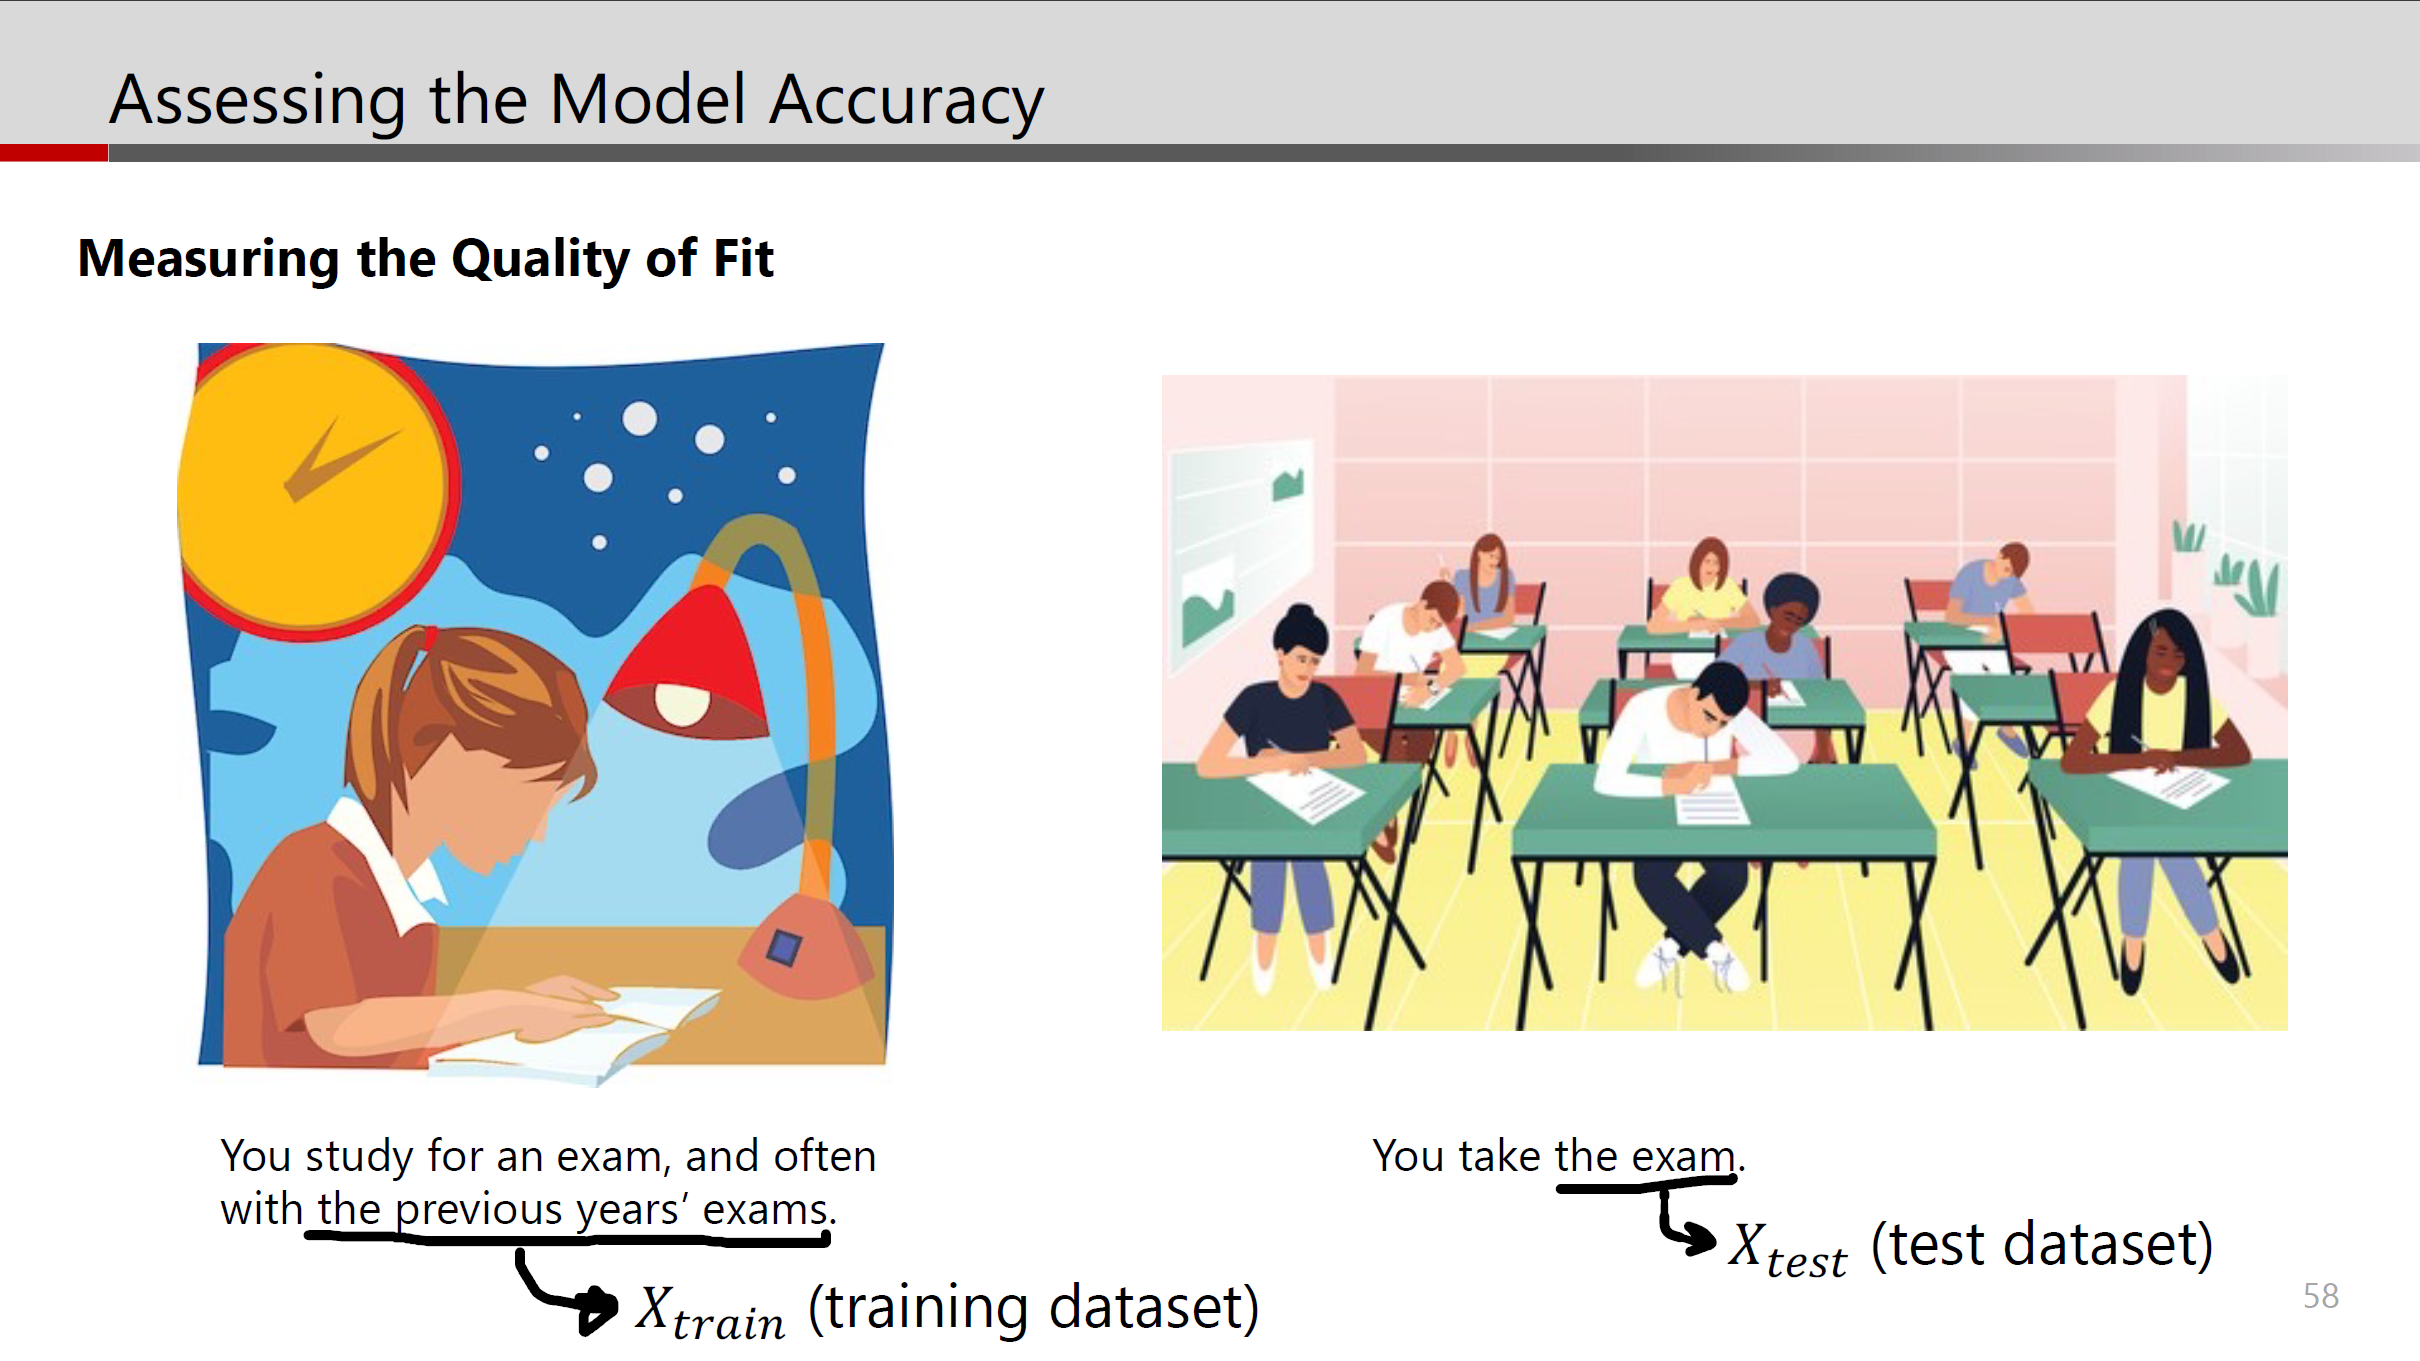 Assessing the Model Accuracy
Measuring the Quality of Fit
You study for an exam, and often
with the previous years’ exams.
X_train (training dataset)
You take the exam.
X_test (test dataset)
58